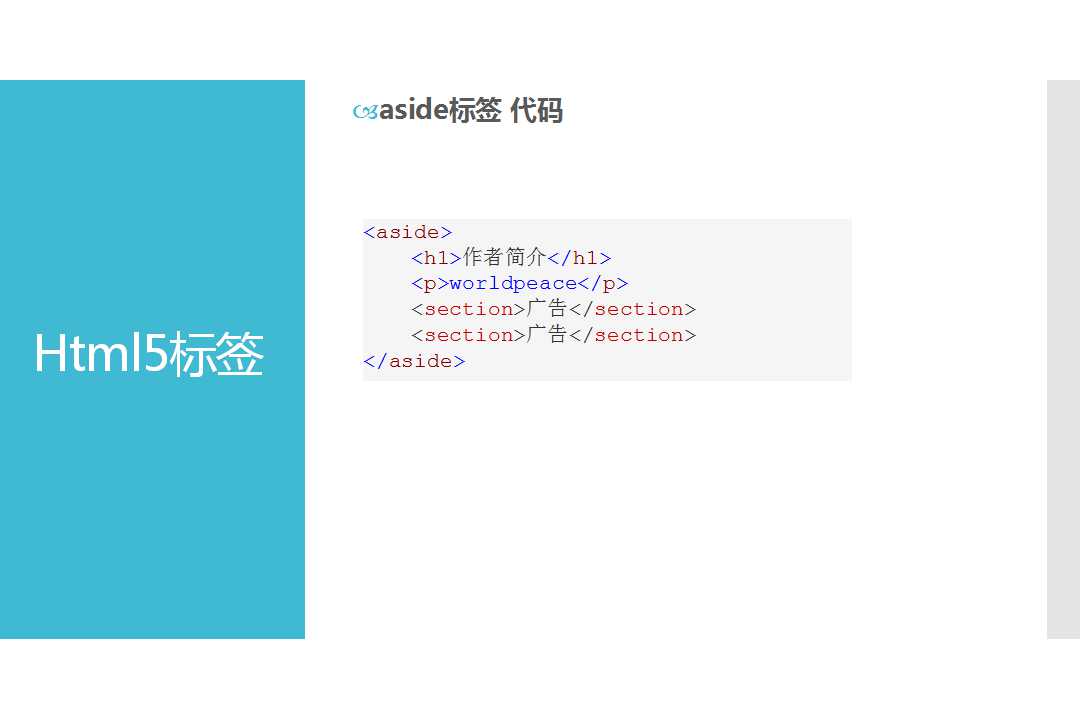 Html5标签
aside标签 代码
<aside>
<h1>作者简介</h1>
<p>worldpeace</p>
<section>广告</section>
<section>广告</section>
</aside>